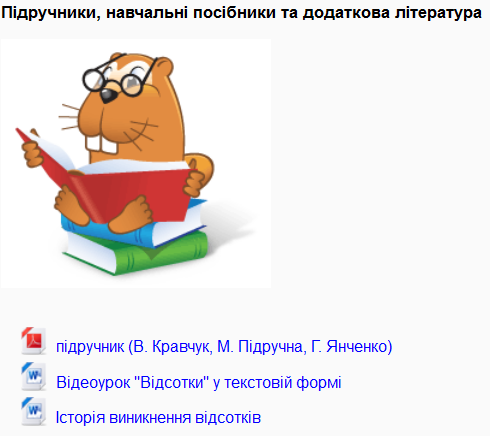 Підручники, навчальні посібники та додаткова література
підручник (В. Кравчук, М. Підручна, Г. Янченко)
Відеоурок "Відсотки" у текстовій формі
Історія виникнення відсотків